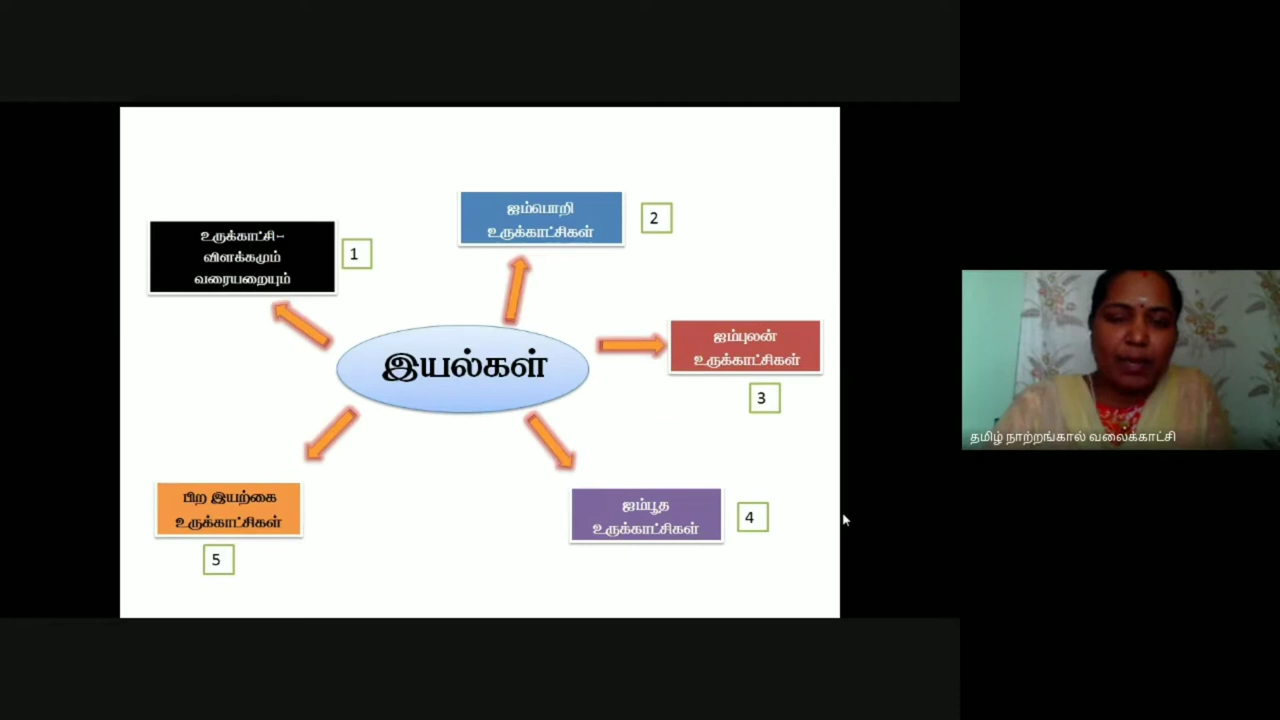 உருக்காட்சி-
விளக்கமும்
வரையறையும்
1
ஐம்பொறி
உருக்காட்சிகள்
2
ஐம்புலன்
உருக்காட்சிகள்
3
இயல்கள்
ஐம்பூத
உருக்காட்சிகள்
4
பிற இயற்கை
உருக்காட்சிகள்
5
தமிழ் நாற்றங்கால் வலைக்காட்சி